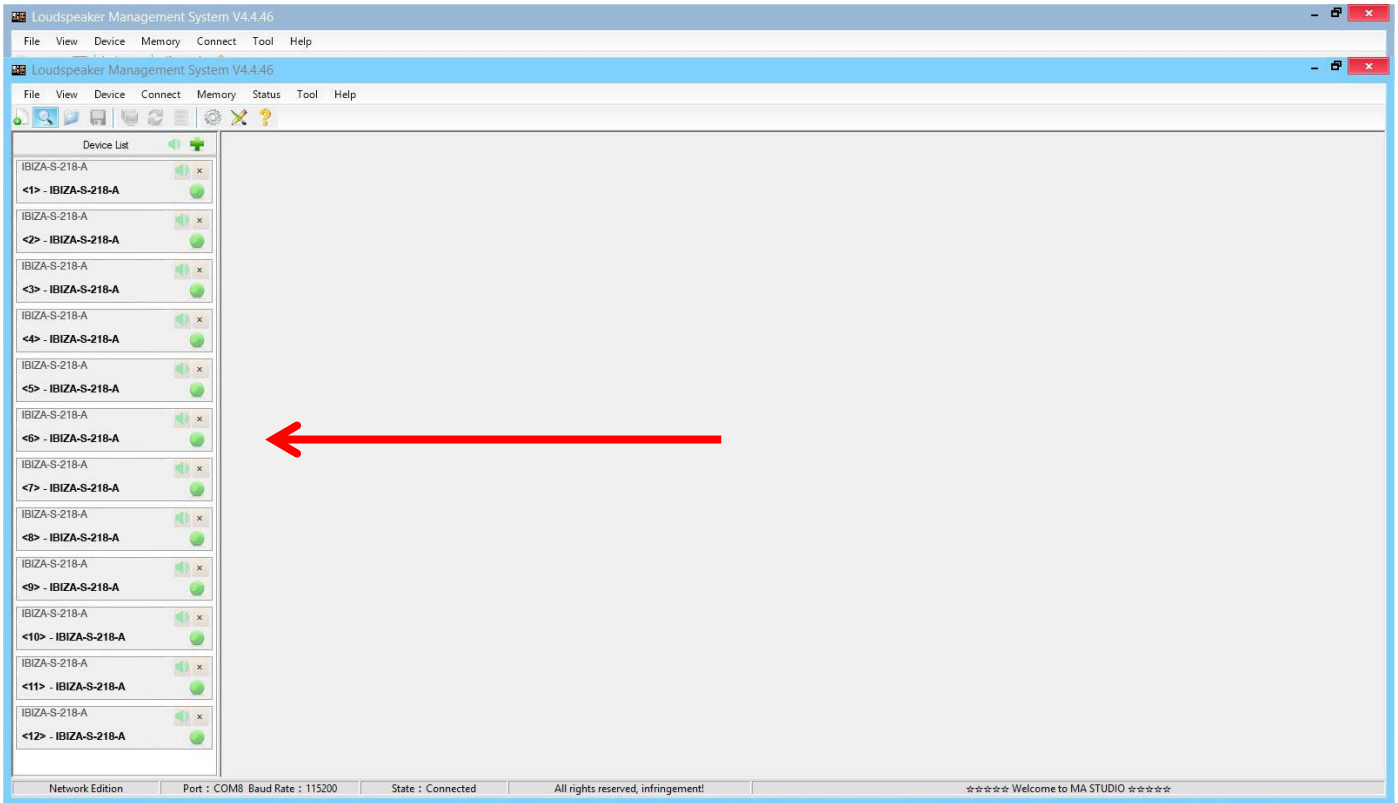 Loudspeaker Management System V4.4.46
File View Device Memory Connect Tool Help
Loudspeaker Management System V4.4.46
File View Device Connect Memory Status Tool Help
Device List
IBIZA-S-218-A
<1> - IBIZA-S-218-A
IBIZA-S-218-A
<2> - IBIZA-S-218-A
IBIZA-S-218-A
<3> - IBIZA-S-218-A
IBIZA-S-218-A
<4> - IBIZA-S-218-A
IBIZA-S-218-A
<5> - IBIZA-S-218-A
IBIZA-S-218-A
<6> - IBIZA-S-218-A
IBIZA-S-218-A
<7> - IBIZA-S-218-A
IBIZA-S-218-A
<8> - IBIZA-S-218-A
IBIZA-S-218-A
<9> - IBIZA-S-218-A
IBIZA-S-218-A
<10> - IBIZA-S-218-A
IBIZA-S-218-A
<11> - IBIZA-S-218-A
IBIZA-S-218-A
<12> - IBIZA-S-218-A
Network Edition Port : COM8 Baud Rate : 115200 State : Connected All rights reserved, infringement! ☆☆☆☆☆ Welcome to MA STUDIO ☆☆☆☆☆